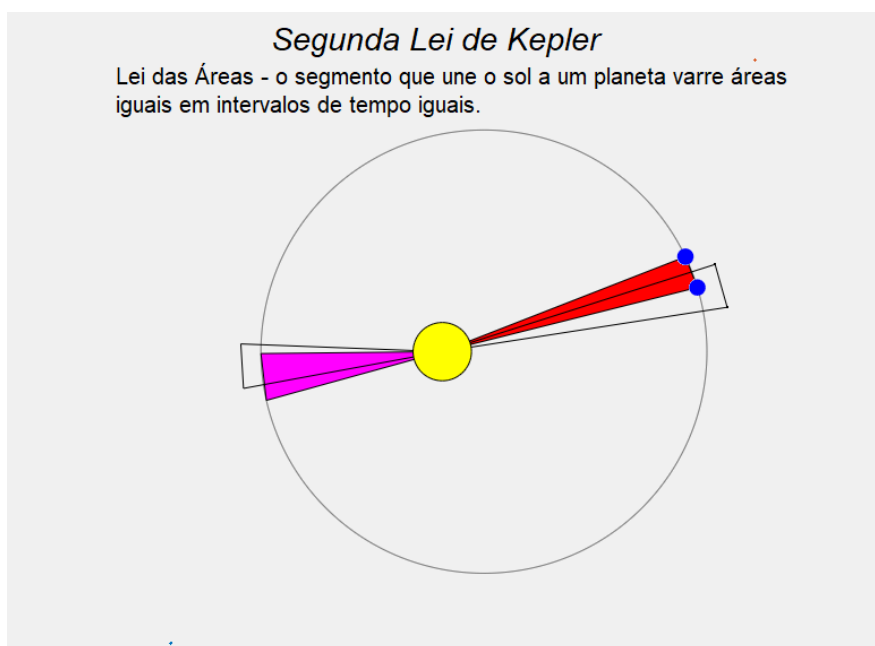 Segunda Lei de Kepler
Lei das Áreas - o segmento que une o sol a um planeta varre áreas
iguais em intervalos de tempo iguais.